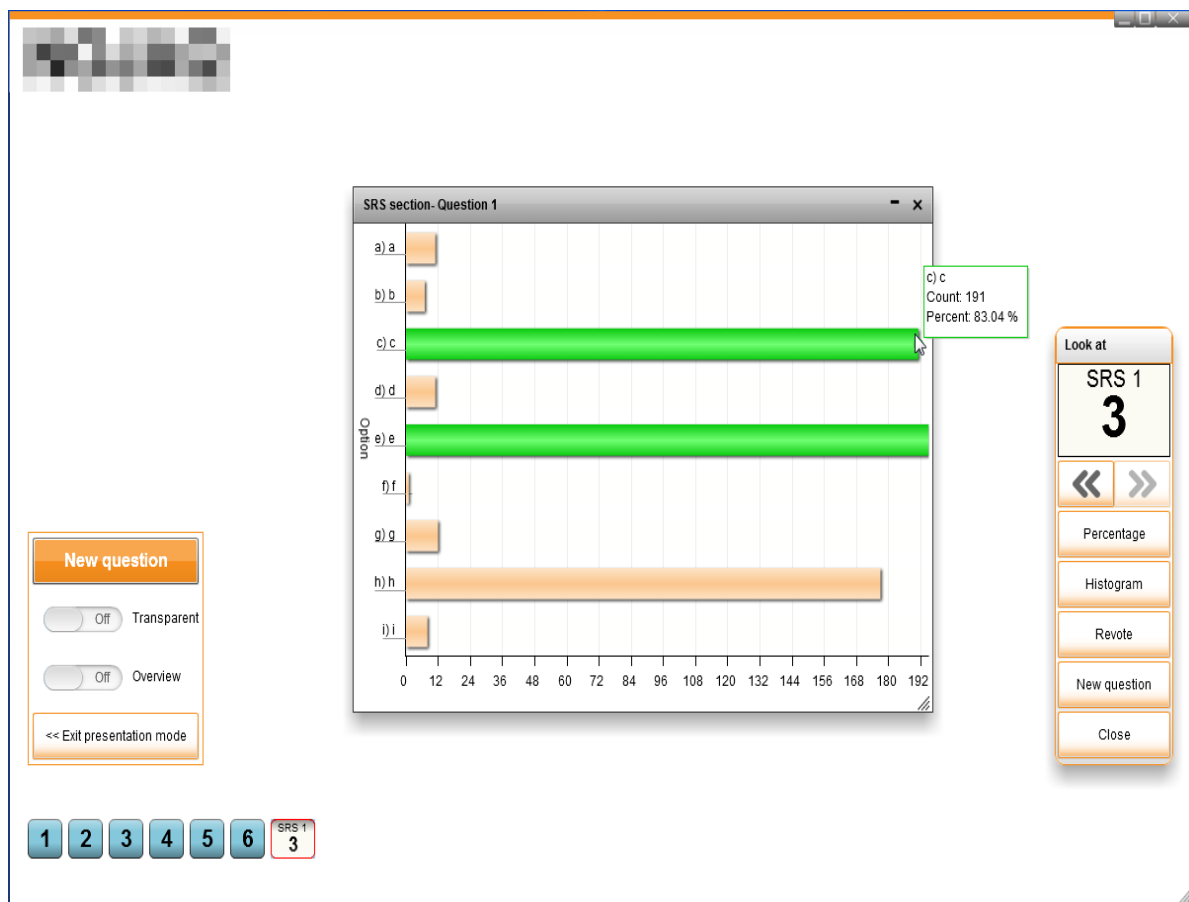 SRS section- Question 1
a) a
b) b
c) c
d) d
e) e
f) f
g) g
h) h
i) i
Option
0 12 24 36 48 60 72 84 96 108 120 132 144 156 168 180 192
c) c
Count: 191
Percent: 83.04 %
Look at
SRS 1
3
Percentage
Histogram
Revote
New question
Close
New question
Off Transparent
Off Overview
<< Exit presentation mode
1 2 3 4 5 6 SRS 1
3